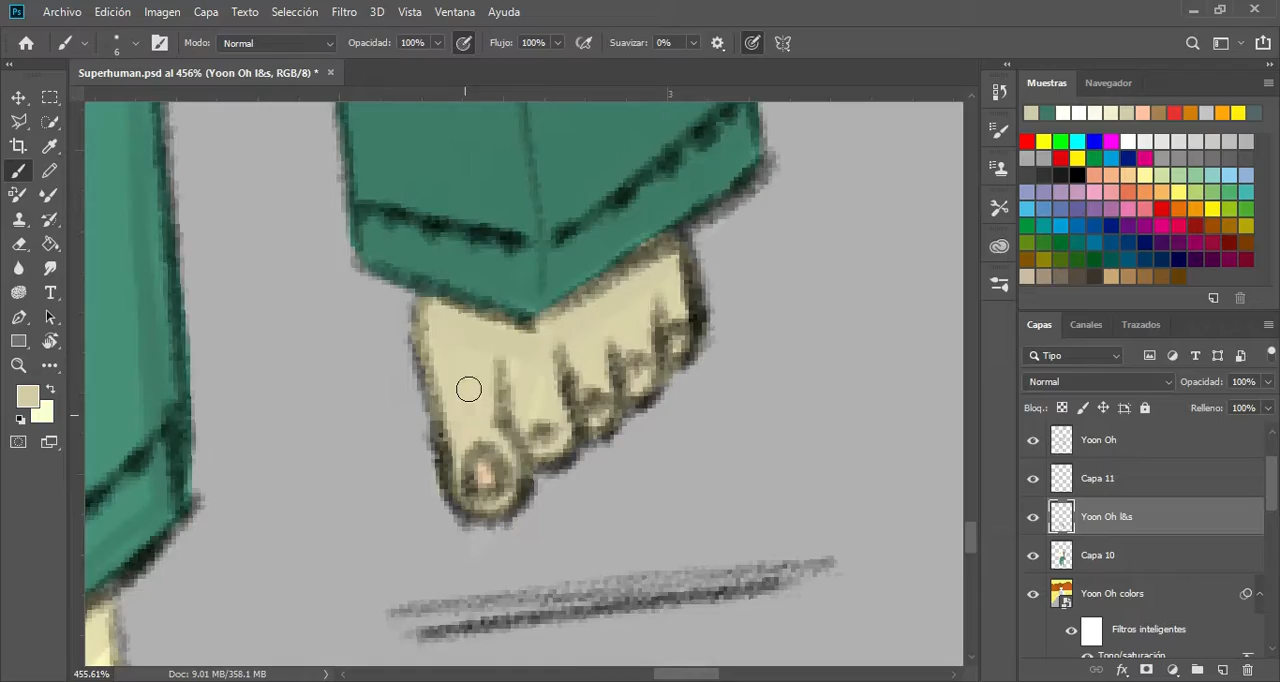 Ps Archivo Edición Imagen Capa Texto Selección Filtro 3D Vista Ventana Ayuda
6 Modo: Normal Opacidad: 100% Flujo: 100% Suavizar: 0%
Superhuman.psd al 456% (Yoon Oh l&s, RGB/8) *
3
Muestras Navegador
Capas Canales Trazados
Tipo
Normal Opacidad: 100%
Bloq.: Relleno: 100%
Yoon Oh
Capa 11
Yoon Oh l&s
Capa 10
Yoon Oh colors
Filtros inteligentes
Tono/saturación
455.61% Doc: 9.01 MB/358.1 MB